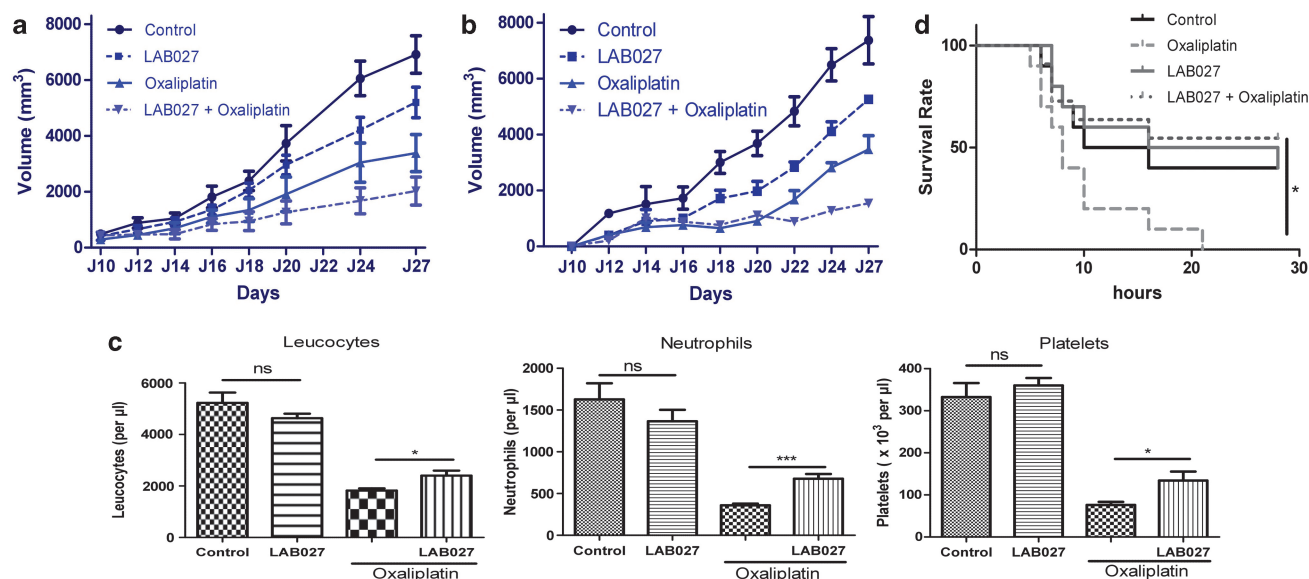 a
8000
6000
4000
2000
0
Volume (mm³)
Control
LAB027
Oxaliplatin
LAB027 + Oxaliplatin
J10 J12 J14 J16 J18 J20 J22 J24 J27
Days
b
8000
6000
4000
2000
0
Volume (mm³)
Control
LAB027
Oxaliplatin
LAB027 + Oxaliplatin
J10 J12 J14 J16 J18 J20 J22 J24 J27
Days
d
Control
Oxaliplatin
LAB027
LAB027 + Oxaliplatin
100
50
0
Survival Rate
*
0 10 20 30
hours
c
Leucocytes
ns
6000
4000
2000
0
Leucocytes (per µl)
*
Control LAB027 LAB027
Oxaliplatin
Neutrophils
ns
2000
1500
1000
500
0
Neutrophils (per µl)
***
Control LAB027 LAB027
Oxaliplatin
Platelets
ns
400
300
200
100
0
Platelets ( x 10³ per µl)
*
Control LAB027 LAB027
Oxaliplatin